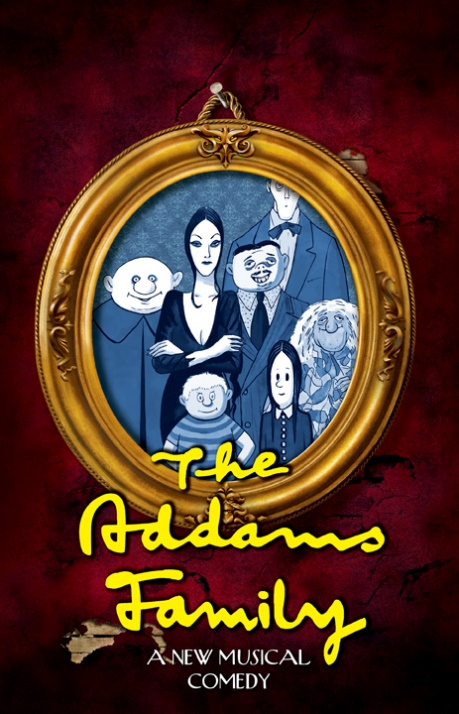 The
Addams
Family
A NEW MUSICAL
COMEDY